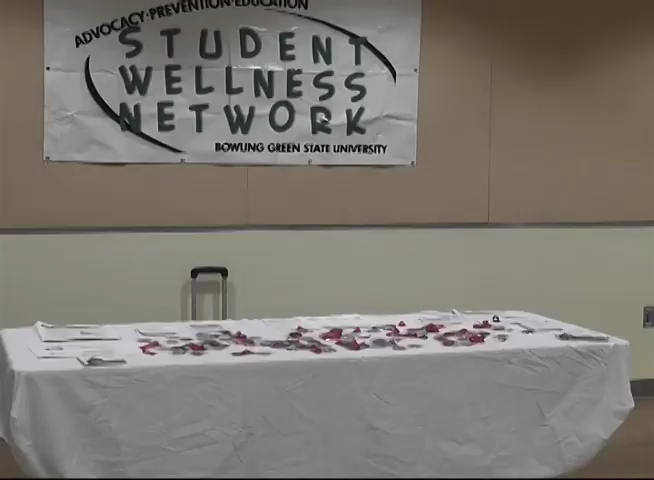 ADVOCACY·PREVENTION·EDUCATION
STUDENT
WELLNESS
NETWORK
BOWLING GREEN STATE UNIVERSITY